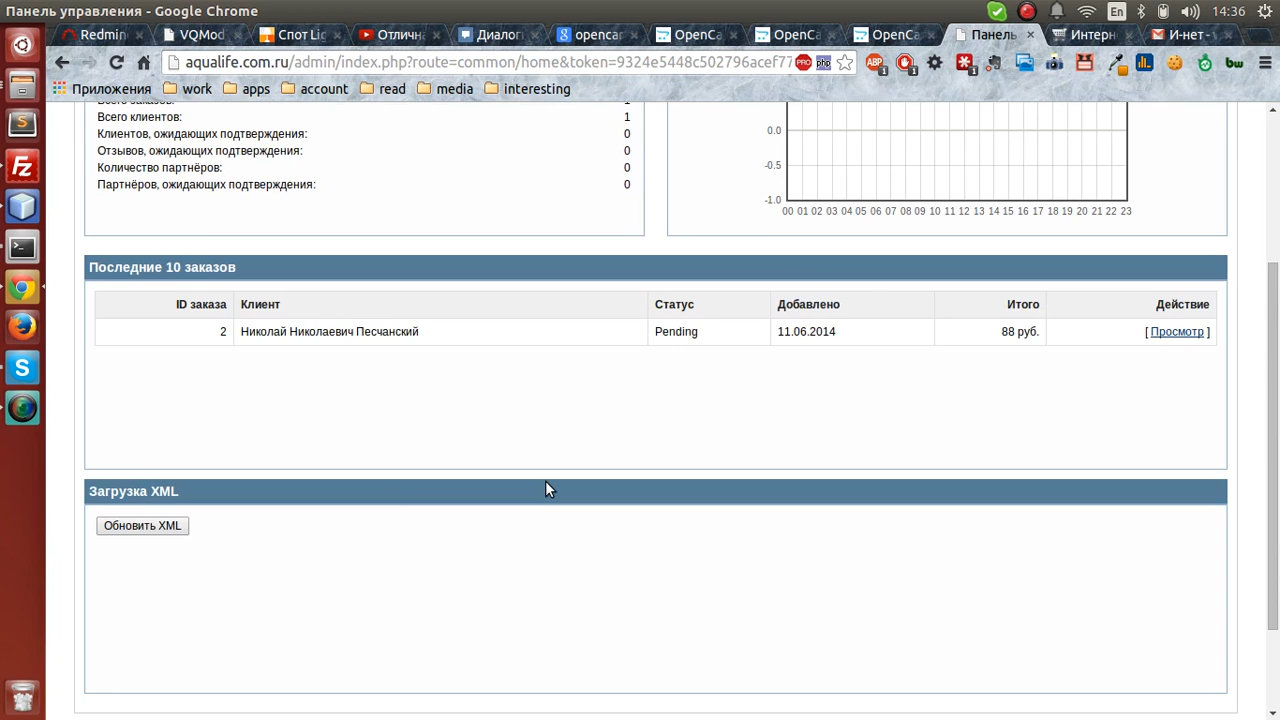 Панель управления - Google Chrome
En
14:36
Redmin
VQMod
Спот Lig
Отличн
Диалог
opencar
OpenCa
OpenCa
OpenCa
Панель
Интерн
И-нет -
aqualife.com.ru/admin/index.php?route=common/home&token=9324e5448c502796acef77
Приложения
work
apps
account
read
media
interesting
Всего заказов: 1
Всего клиентов: 1
Клиентов, ожидающих подтверждения: 0
Отзывов, ожидающих подтверждения: 0
Количество партнёров: 0
Партнёров, ожидающих подтверждения: 0
0.0
-0.5
-1.0
00 01 02 03 04 05 06 07 08 09 10 11 12 13 14 15 16 17 18 19 20 21 22 23
Последние 10 заказов
ID заказа Клиент Статус Добавлено Итого Действие
2 Николай Николаевич Песчанский Pending 11.06.2014 88 руб. [ Просмотр ]
Загрузка XML
Обновить XML